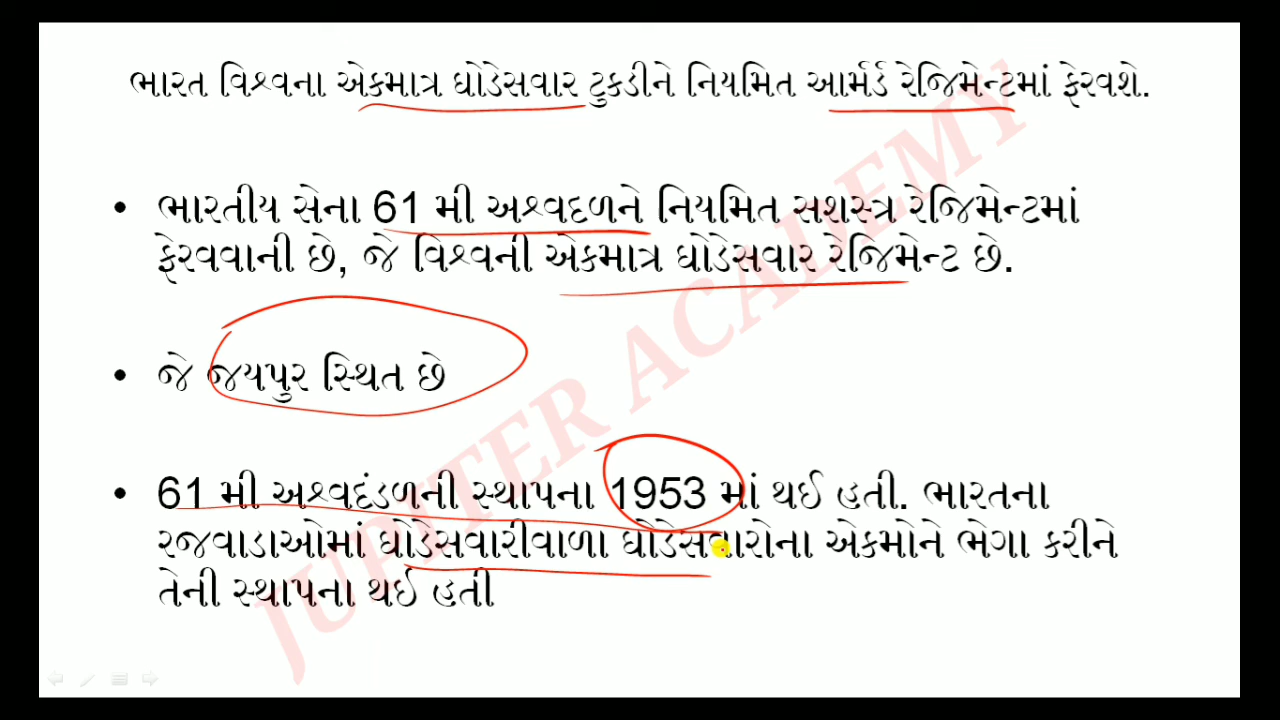 ભારત વિશ્વના એકમાત્ર ઘોડેસવાર ટુકડીને નિયમિત આર્મર્ડ રેજિમેન્ટમાં ફેરવશે.
• ભારતીય સેના 61 મી અશ્વદળને નિયમિત સશસ્ત્ર રેજિમેન્ટમાં
ફેરવવાની છે, જે વિશ્વની એકમાત્ર ઘોડેસવાર રેજિમેન્ટ છે.
• જે જયપુર સ્થિત છે
• 61 મી અશ્વદંડળની સ્થાપના 1953 માં થઈ હતી. ભારતના
રજવાડાઓમાં ઘોડેસવારીવાળા ઘોડેસવારોના એકમોને ભેગા કરીને
તેની સ્થાપના થઈ હતી
JUPITER ACADEMY